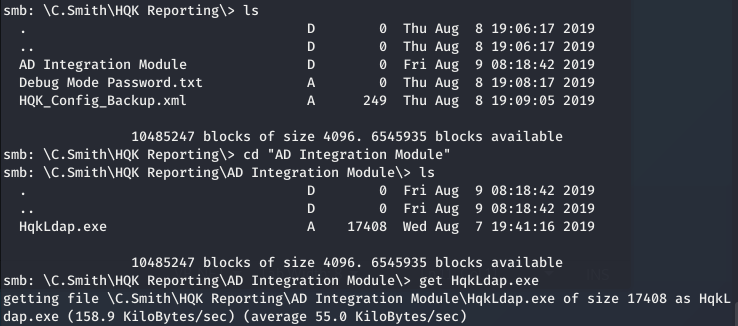 smb: \C.Smith\HQK Reporting\> ls
. D 0 Thu Aug 8 19:06:17 2019
.. D 0 Thu Aug 8 19:06:17 2019
AD Integration Module D 0 Fri Aug 9 08:18:42 2019
Debug Mode Password.txt A 0 Thu Aug 8 19:08:17 2019
HQK_Config_Backup.xml A 249 Thu Aug 8 19:09:05 2019
10485247 blocks of size 4096. 6545935 blocks available
smb: \C.Smith\HQK Reporting\> cd "AD Integration Module"
smb: \C.Smith\HQK Reporting\AD Integration Module\> ls
. D 0 Fri Aug 9 08:18:42 2019
.. D 0 Fri Aug 9 08:18:42 2019
HqkLdap.exe A 17408 Wed Aug 7 19:41:16 2019
10485247 blocks of size 4096. 6545935 blocks available
smb: \C.Smith\HQK Reporting\AD Integration Module\> get HqkLdap.exe
getting file \C.Smith\HQK Reporting\AD Integration Module\HqkLdap.exe of size 17408 as HqkL
dap.exe (158.9 KiloBytes/sec) (average 55.0 KiloBytes/sec)